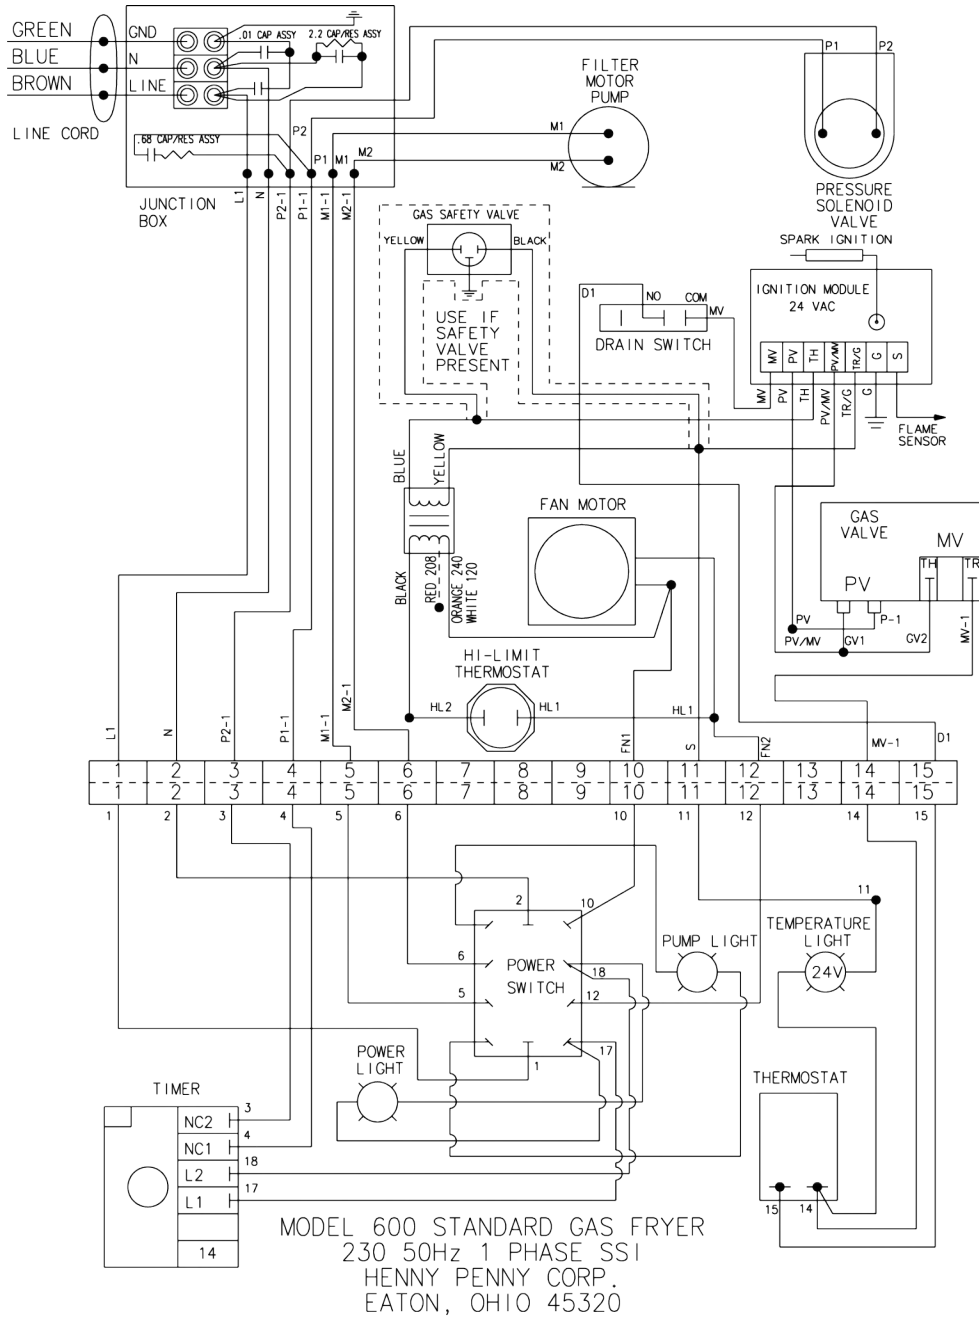 GREEN
GND
.01 CAP ASSY
2.2 CAP/RES ASSY
BLUE
N
BROWN
LINE
LINE CORD
.68 CAP/RES ASSY
P2
P1
M1
M2
JUNCTION
BOX
L1
N
P2-1
P1-1
M1-1
M2-1
FILTER
MOTOR
PUMP
M1
M2
P1
P2
PRESSURE
SOLENOID
VALVE
SPARK IGNITION
IGNITION MODULE
24 VAC
MV
PV
TH
PV/MV
TR/G
G
S
MV
PV
TH
PV/MV
TR/G
G
FLAME
SENSOR
GAS SAFETY VALVE
YELLOW
BLACK
USE IF
SAFETY
VALVE
PRESENT
D1
NO
COM
MV
DRAIN SWITCH
BLUE
YELLOW
BLACK
RED 208
ORANGE 240
WHITE 120
FAN MOTOR
GAS
VALVE
MV
TH
TR
PV
PV
P-1
PV/MV
GV1
GV2
MV-1
HI-LIMIT
THERMOSTAT
HL2
HL1
HL1
L1
N
P2-1
P1-1
M1-1
M2-1
FN1
S
FN2
MV-1
D1
1 2 3 4 5 6 7 8 9 10 11 12 13 14 15
1 2 3 4 5 6 7 8 9 10 11 12 13 14 15
1 2 3 4 5 6 10 11 12 14 15
2
10
11
6
POWER
SWITCH
18
5
12
1
17
PUMP LIGHT
TEMPERATURE
LIGHT
24V
POWER
LIGHT
THERMOSTAT
15
14
TIMER
NC2
3
NC1
4
L2
18
L1
17
14
MODEL 600 STANDARD GAS FRYER
230 50Hz 1 PHASE SSI
HENNY PENNY CORP.
EATON, OHIO 45320